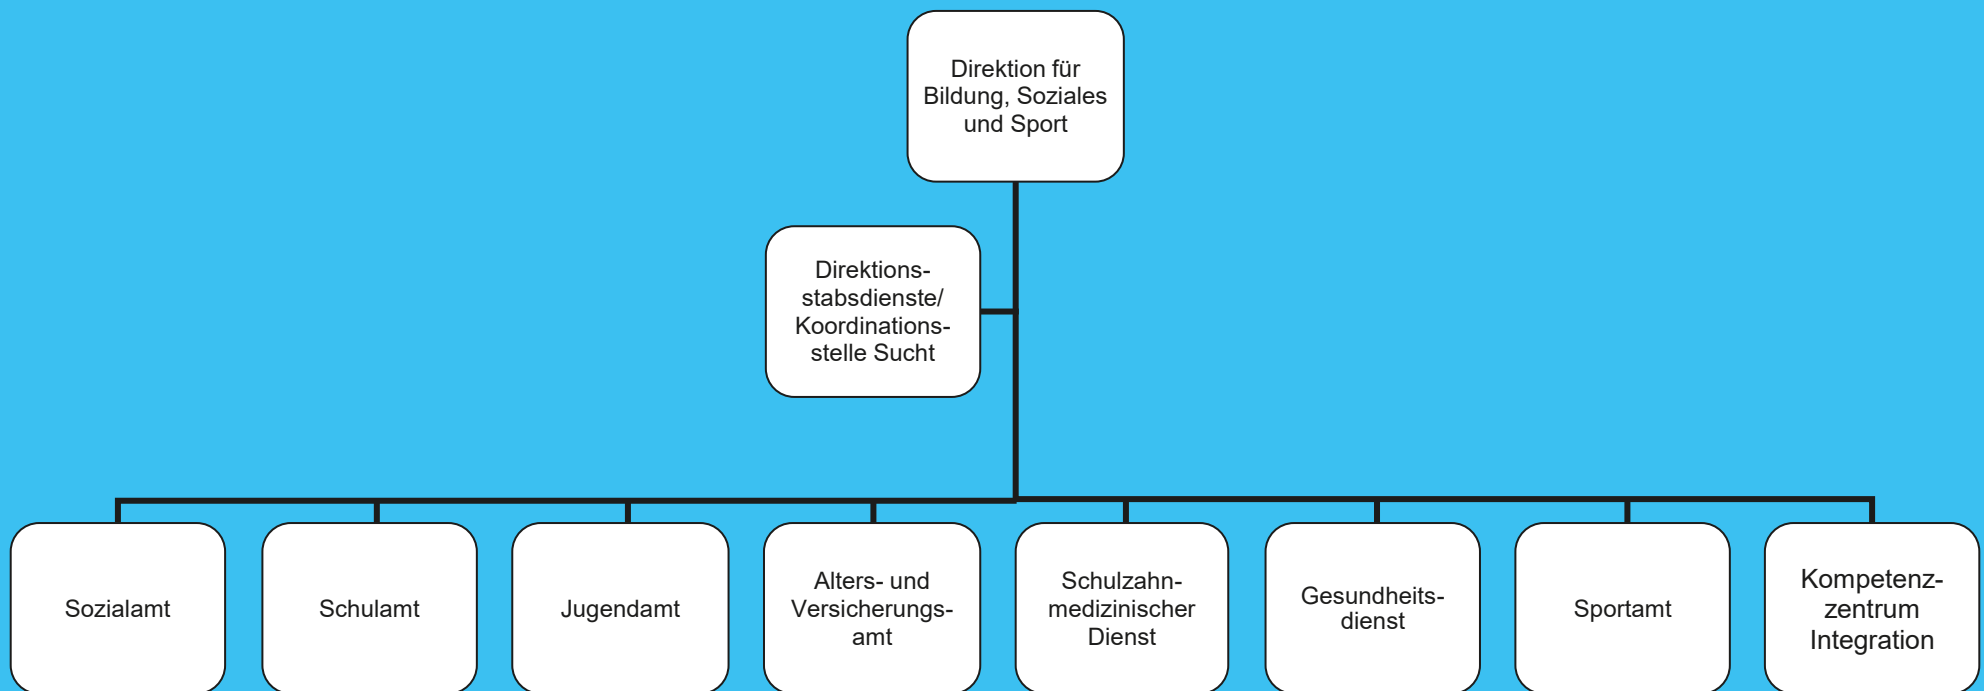 Direktion für
Bildung, Soziales
und Sport
Direktions-
stabsdienste/
Koordinations-
stelle Sucht
Sozialamt
Schulamt
Jugendamt
Alters- und
Versicherungs-
amt
Schulzahn-
medizinischer
Dienst
Gesundheits-
dienst
Sportamt
Kompetenz-
zentrum
Integration